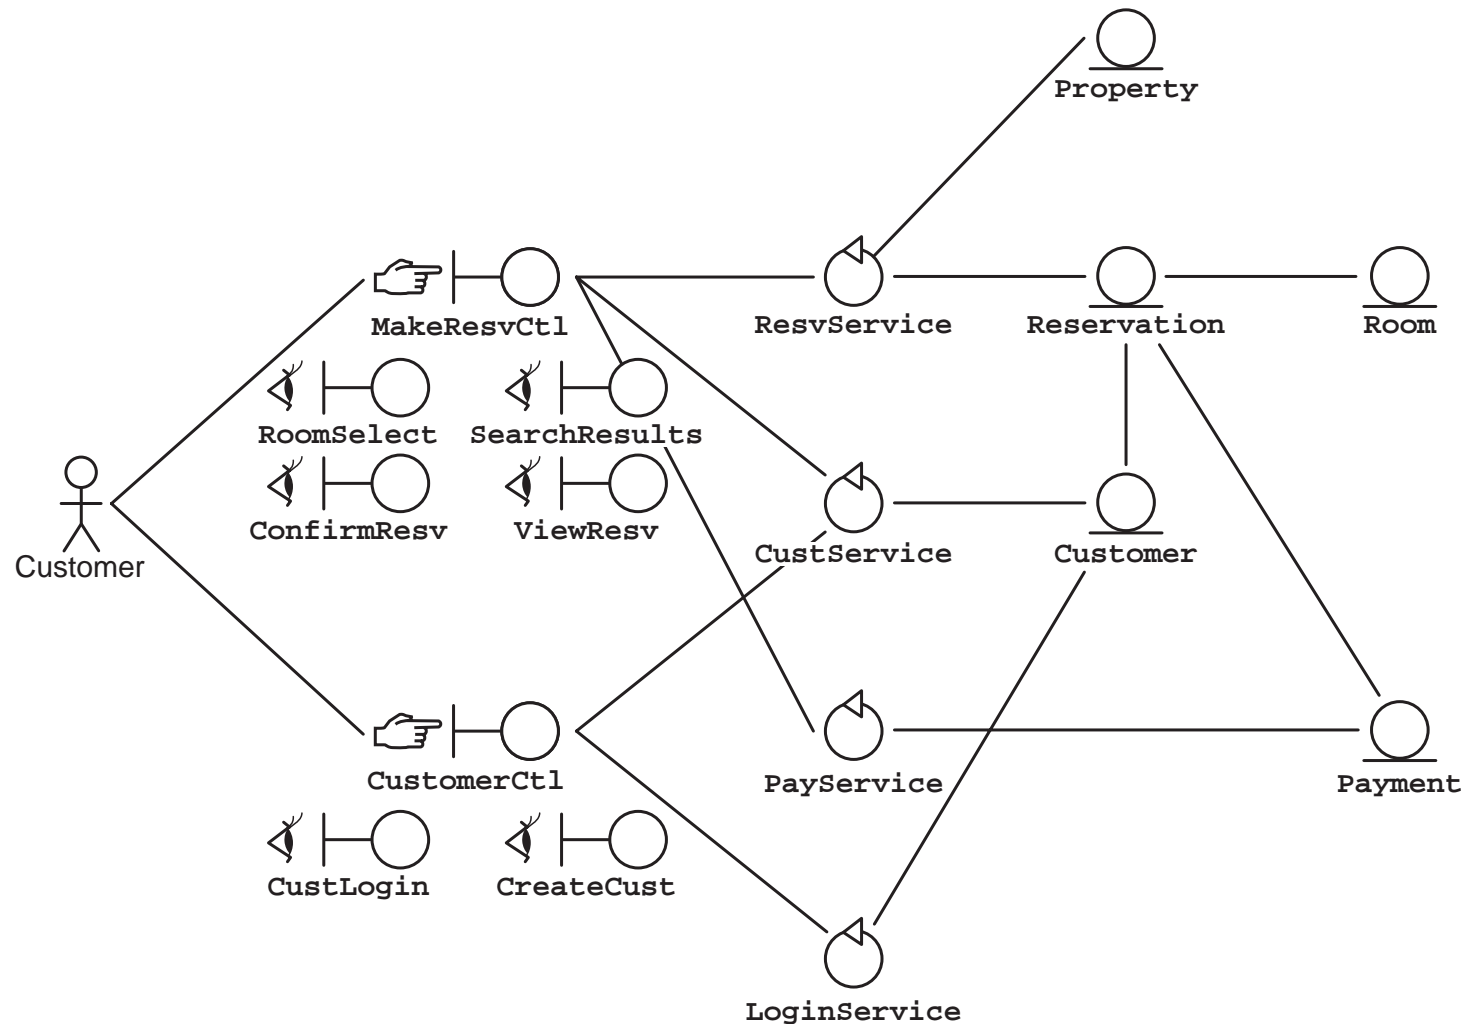 Property
MakeResvCtl
ResvService
Reservation
Room
RoomSelect
SearchResults
ConfirmResv
ViewResv
Customer
CustService
Customer
CustomerCtl
PayService
Payment
CustLogin
CreateCust
LoginService